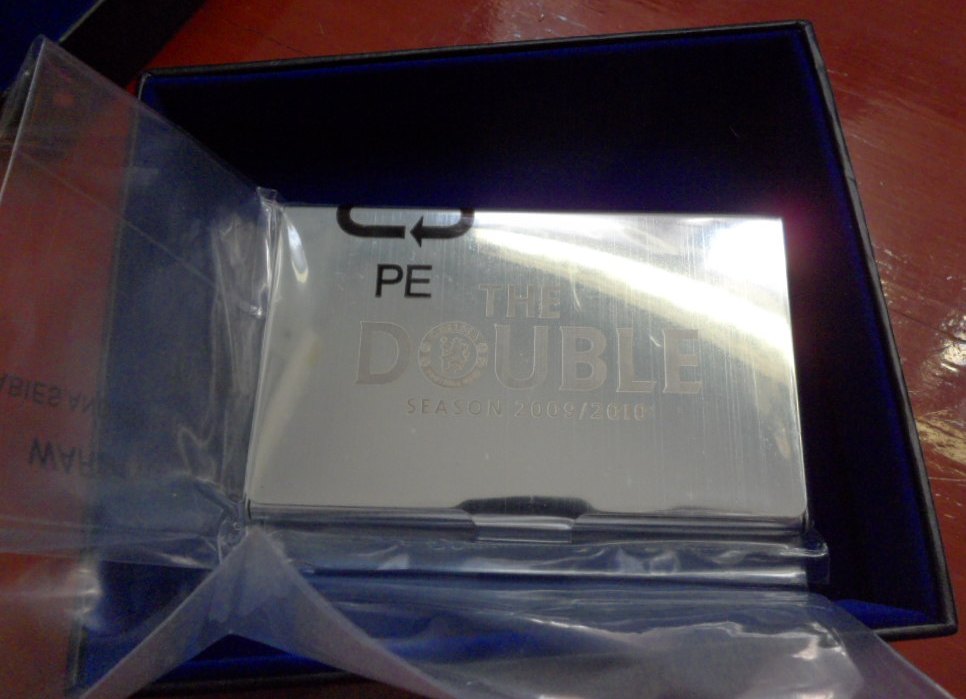 PE
THE
DOUBLE
SEASON 2009/2010